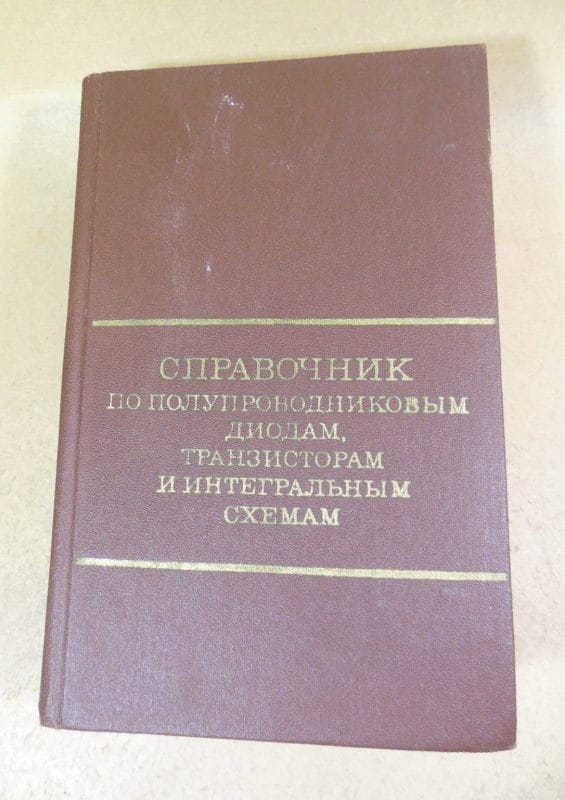 СПРАВОЧНИК
ПО ПОЛУПРОВОДНИКОВЫМ
ДИОДАМ,
ТРАНЗИСТОРАМ
И ИНТЕГРАЛЬНЫМ
СХЕМАМ